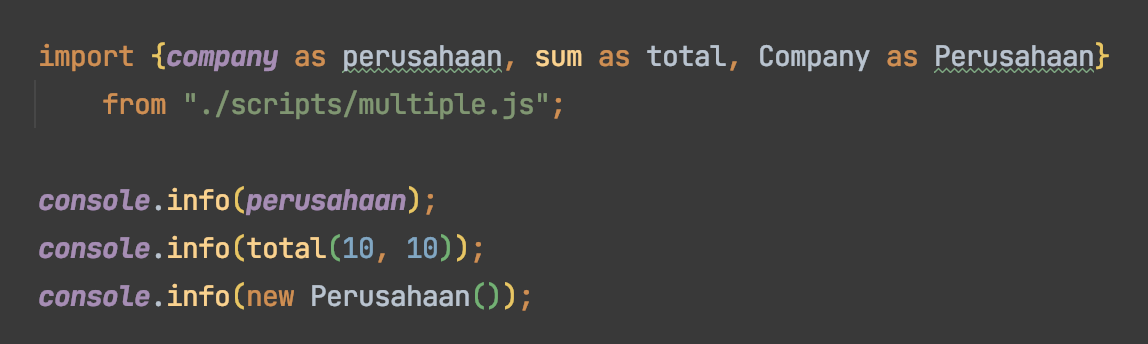 import {company as perusahaan, sum as total, Company as Perusahaan}
    from "./scripts/multiple.js";
console.info(perusahaan);
console.info(total(10, 10));
console.info(new Perusahaan());